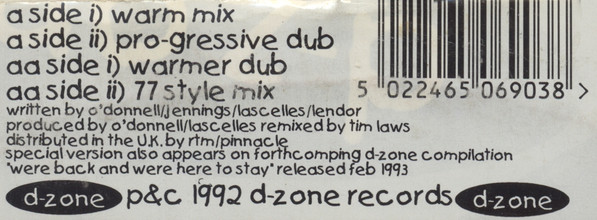 a side i) warm mix
a side ii) pro-gressive dub
aa side i) warmer dub
aa side ii) 77 style mix
5 022465 069038 >
written by o'donnell/jennings/lascelles/lendor
produced by o'donnell/lascelles remixed by tim laws
distributed in the U.K. by rtm/pinnacle
special version also appears on forthcomping d-zone compilation
'were back and were here to stay' released feb 1993
d-zone p&c 1992 d-zone records d-zone